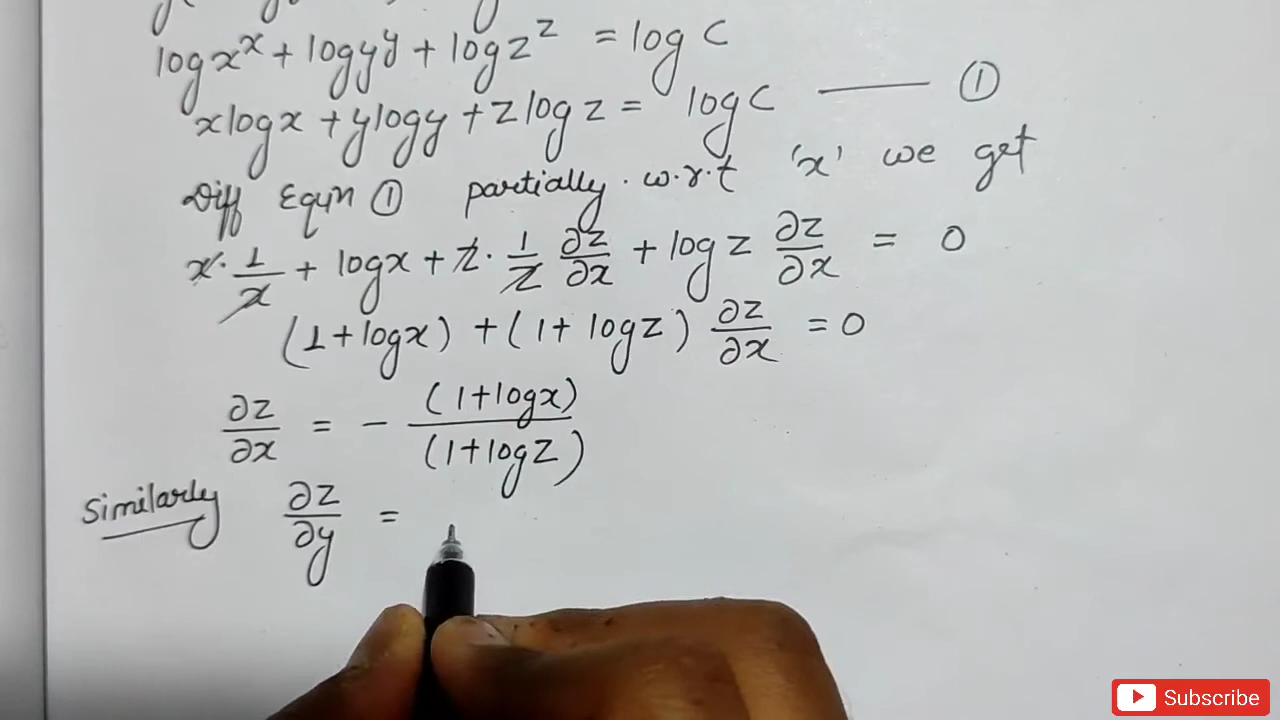 log x^x + log y^y + log z^z = log C
x log x + y log y + z log z = log C —— ①
Diff Eqyn ① partially. w.r.t 'x' we get
x · 1/x + log x + z · 1/z ∂z/∂x + log z ∂z/∂x = 0
(1 + log x) + (1 + log z) ∂z/∂x = 0
∂z/∂x = - (1 + log x)/(1 + log z)
Similarly ∂z/∂y =
Subscribe